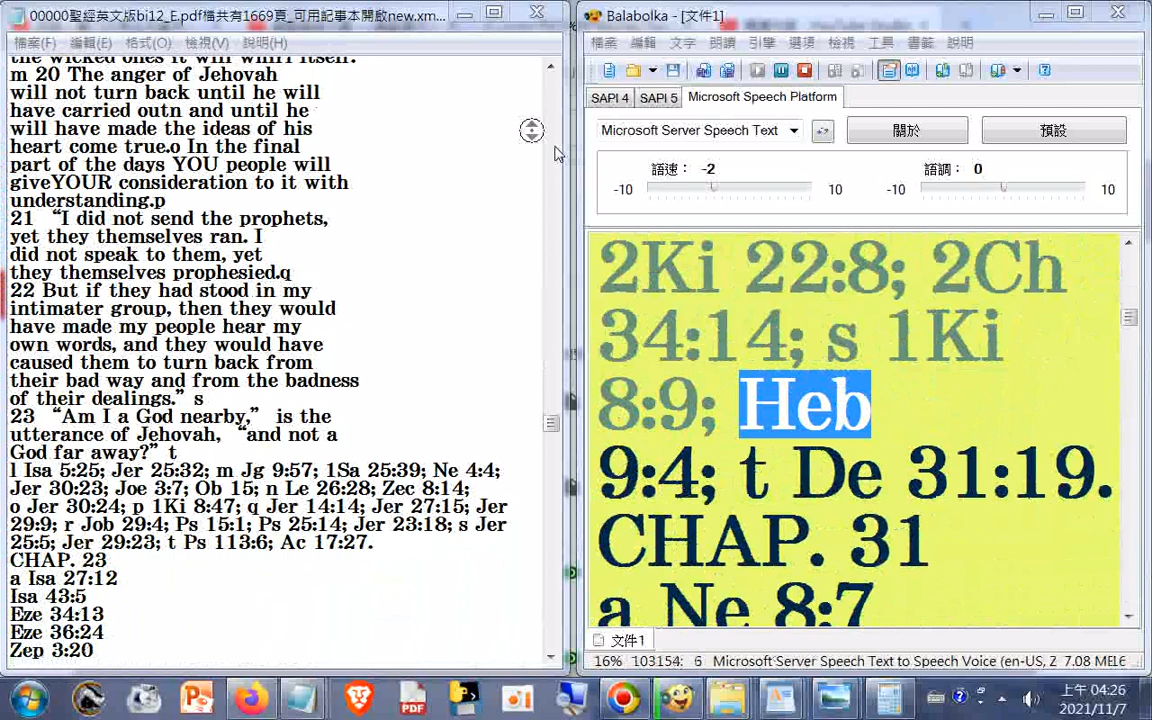 00000聖經英文版bi12_E.pdf檔共有1669頁_可用記事本開啟new.xm...
檔案(F) 編輯(E) 格式(O) 檢視(V) 說明(H)
the wicked ones it will whirl itself.
m 20 The anger of Jehovah
will not turn back until he will
have carried outn and until he
will have made the ideas of his
heart come true.o In the final
part of the days YOU people will
giveYOUR consideration to it with
understanding.p
21 “I did not send the prophets,
yet they themselves ran. I
did not speak to them, yet
they themselves prophesied.q
22 But if they had stood in my
intimater group, then they would
have made my people hear my
own words, and they would have
caused them to turn back from
their bad way and from the badness
of their dealings.” s
23 “Am I a God nearby,” is the
utterance of Jehovah, “and not a
God far away?” t
l Isa 5:25; Jer 25:32; m Jg 9:57; 1Sa 25:39; Ne 4:4;
Jer 30:23; Joe 3:7; Ob 15; n Le 26:28; Zec 8:14;
o Jer 30:24; p 1Ki 8:47; q Jer 14:14; Jer 27:15; Jer
29:9; r Job 29:4; Ps 15:1; Ps 25:14; Jer 23:18; s Jer
25:5; Jer 29:23; t Ps 113:6; Ac 17:27.
CHAP. 23
a Isa 27:12
Isa 43:5
Eze 34:13
Eze 36:24
Zep 3:20
Balabolka - [文件1]
檔案 編輯 文字 朗讀 引擎 選項 檢視 工具 書籤 說明
SAPI 4 SAPI 5 Microsoft Speech Platform
Microsoft Server Speech Text 關於 預設
語速： -2 語調： 0
-10 10 -10 10
2Ki 22:8; 2Ch
34:14; s 1Ki
8:9; Heb
9:4; t De 31:19.
CHAP. 31
a Ne 8:7
文件1
16% 103154: 6 Microsoft Server Speech Text to Speech Voice (en-US, Z 7.08 ME
PDF
上午 04:26
2021/11/7